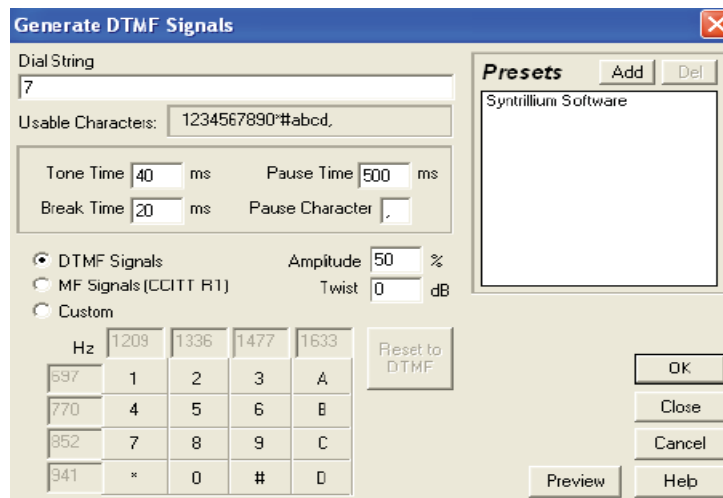 Generate DTMF Signals
Dial String
7
Usable Characters: 1234567890*#abcd,
Presets Add Del
Syntrillium Software
Tone Time 40 ms Pause Time 500 ms
Break Time 20 ms Pause Character ,
DTMF Signals Amplitude 50 %
MF Signals (CCITT R1) Twist 0 dB
Custom
Hz 1209 1336 1477 1633 Reset to
DTMF
697 1 2 3 A
770 4 5 6 B
852 7 8 9 C
941 * 0 # D
OK
Close
Cancel
Preview Help